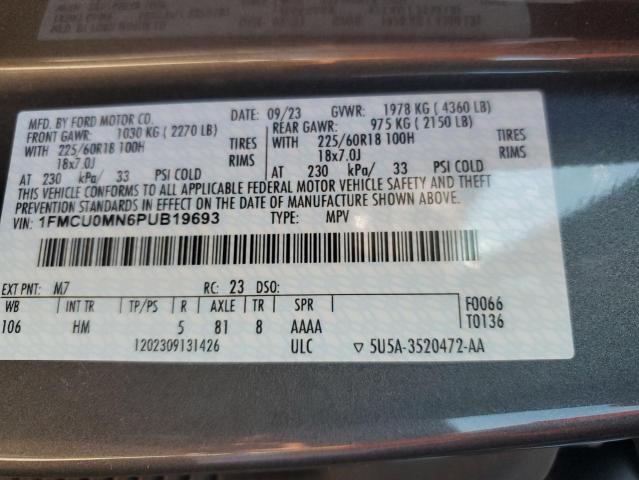 MFD. BY FORD MOTOR CO. DATE: 09/23 GVWR: 1978 KG ( 4360 LB)
FRONT GAWR: 1030 KG ( 2270 LB) REAR GAWR: 975 KG ( 2150 LB)
WITH 225/60R18 100H TIRES WITH 225/60R18 100H TIRES
18x7.0J RIMS 18x7.0J RIMS
AT 230 kPa/ 33 PSI COLD AT 230 kPa/ 33 PSI COLD
THIS VEHICLE CONFORMS TO ALL APPLICABLE FEDERAL MOTOR VEHICLE SAFETY AND THEFT
PREVENTION STANDARDS IN EFFECT ON THE DATE OF MANUFACTURE SHOWN ABOVE.
VIN: 1FMCU0MN6PUB19693 TYPE: MPV
EXT PNT: M7 RC: 23 DSO:
WB INT TR TP/PS R AXLE TR SPR F0066
106 HM 5 81 8 AAAA T0136
1202309131426 ULC ▽ 5U5A-3520472-AA